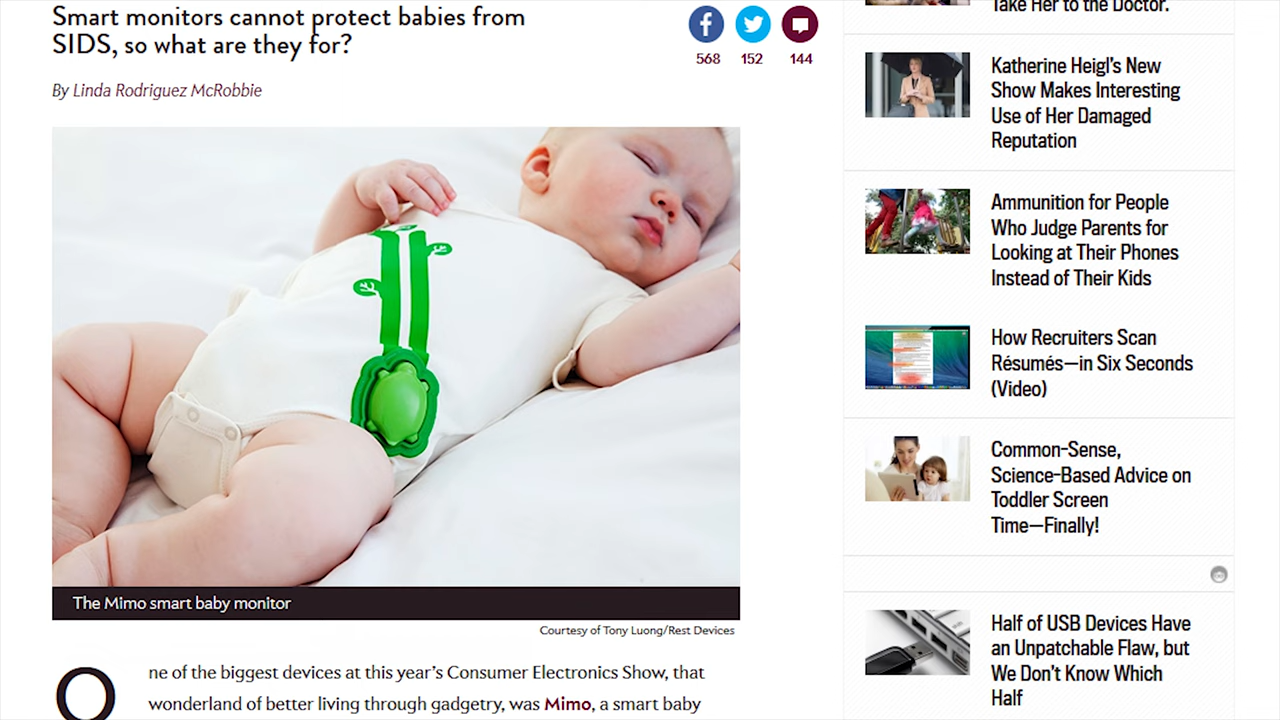 Smart monitors cannot protect babies from
SIDS, so what are they for?
568
152
144
By Linda Rodriguez McRobbie
The Mimo smart baby monitor
Courtesy of Tony Luong/Rest Devices
One of the biggest devices at this year's Consumer Electronics Show, that
wonderland of better living through gadgetry, was Mimo, a smart baby
Take Her to the Doctor.
Katherine Heigl's New
Show Makes Interesting
Use of Her Damaged
Reputation
Ammunition for People
Who Judge Parents for
Looking at Their Phones
Instead of Their Kids
How Recruiters Scan
Résumés—in Six Seconds
(Video)
Common-Sense,
Science-Based Advice on
Toddler Screen
Time—Finally!
Half of USB Devices Have
an Unpatchable Flaw, but
We Don't Know Which
Half